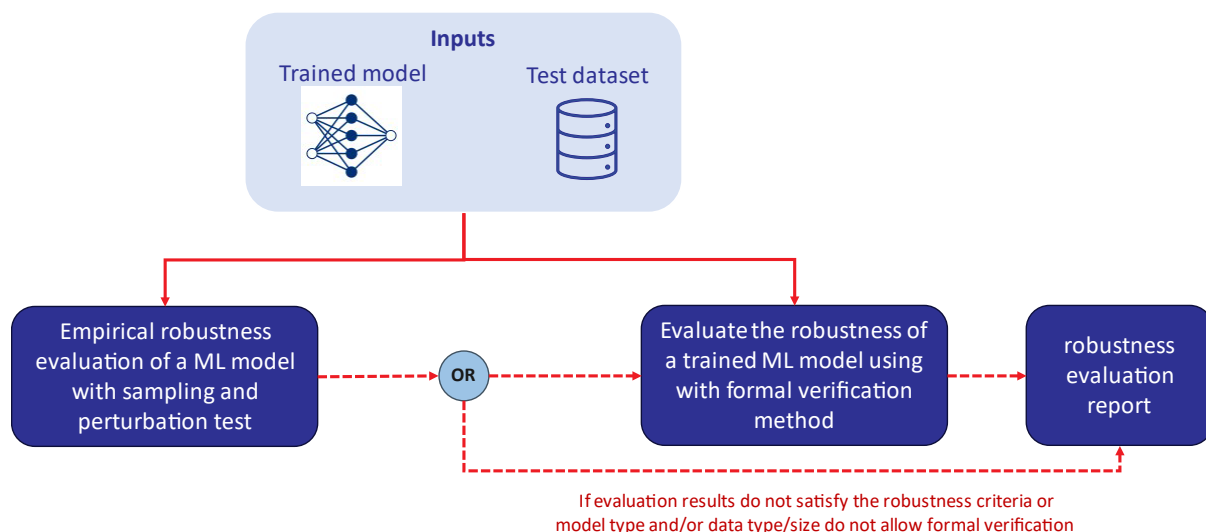 Inputs
Trained model
Test dataset
Empirical robustness
evaluation of a ML model
with sampling and
perturbation test
OR
Evaluate the robustness of
a trained ML model using
with formal verification
method
robustness
evaluation
report
If evaluation results do not satisfy the robustness criteria or
model type and/or data type/size do not allow formal verification